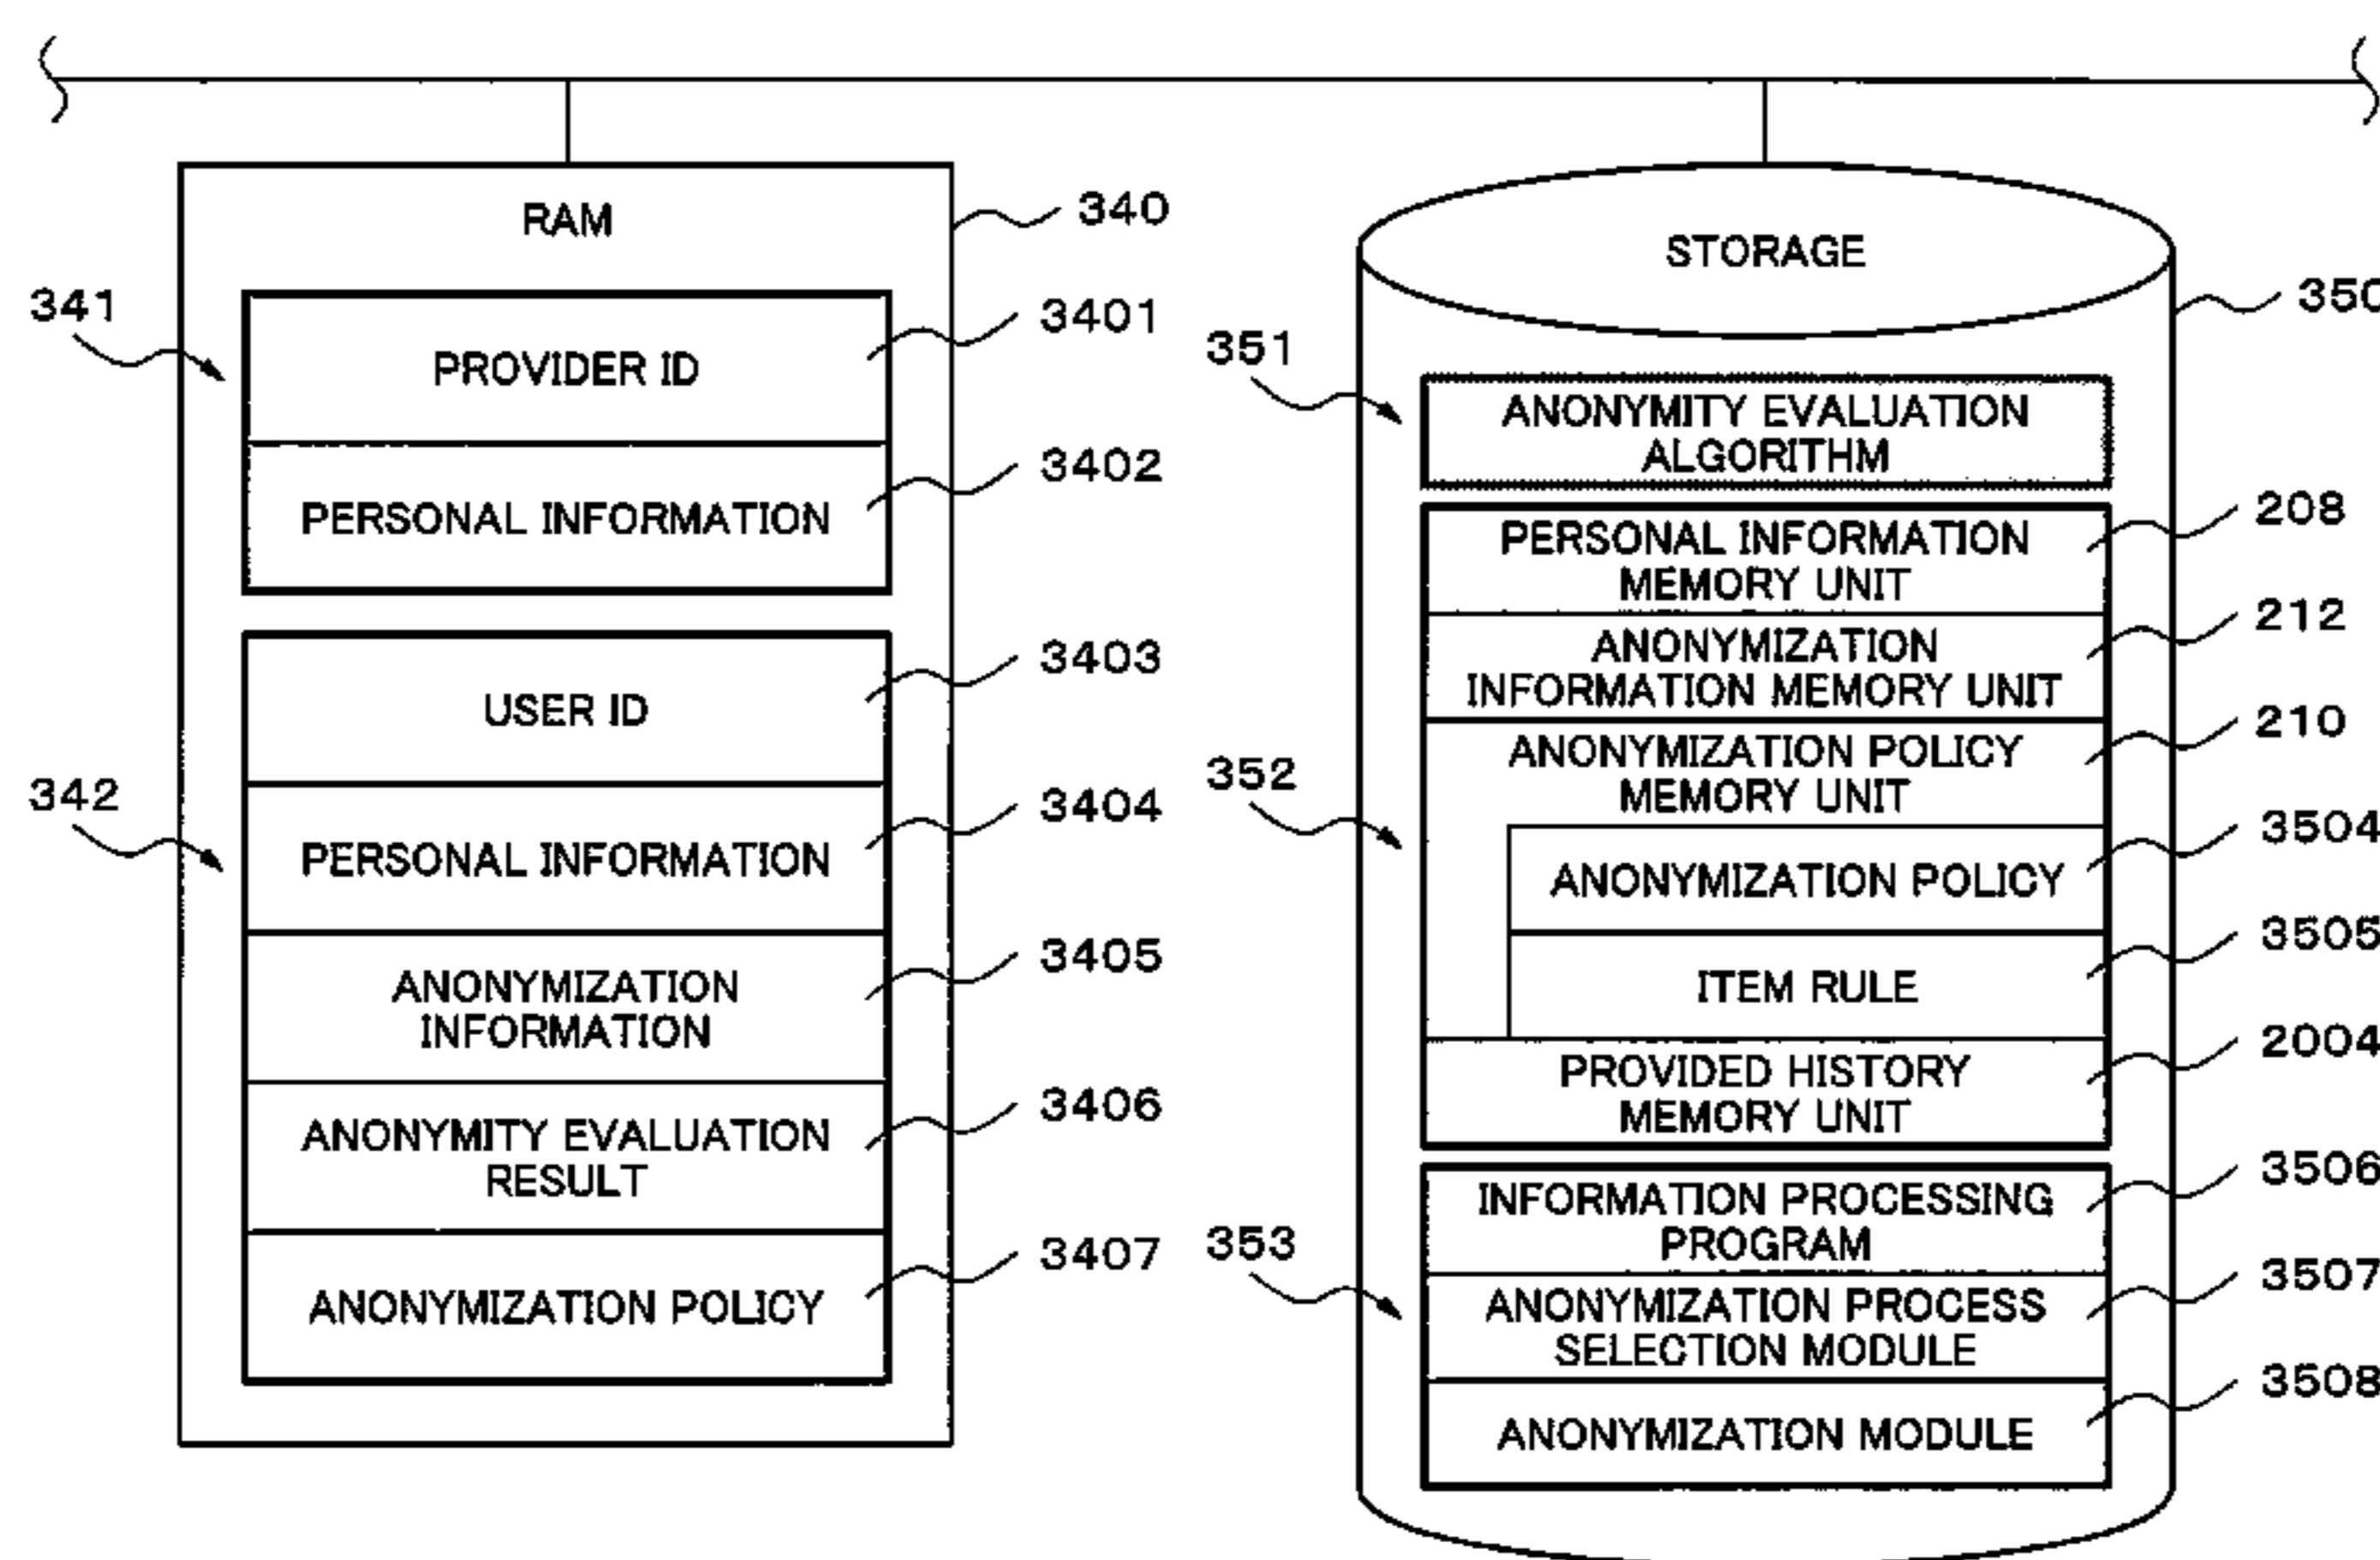 RAM
340
341
PROVIDER ID
3401
PERSONAL INFORMATION
3402
342
USER ID
3403
PERSONAL INFORMATION
3404
ANONYMIZATION
INFORMATION
3405
ANONYMITY EVALUATION
RESULT
3406
ANONYMIZATION POLICY
3407
STORAGE
350
351
ANONYMITY EVALUATION
ALGORITHM
352
PERSONAL INFORMATION
MEMORY UNIT
208
ANONYMIZATION
INFORMATION MEMORY UNIT
212
ANONYMIZATION POLICY
MEMORY UNIT
210
ANONYMIZATION POLICY
3504
ITEM RULE
3505
PROVIDED HISTORY
MEMORY UNIT
2004
353
INFORMATION PROCESSING
PROGRAM
3506
ANONYMIZATION PROCESS
SELECTION MODULE
3507
ANONYMIZATION MODULE
3508